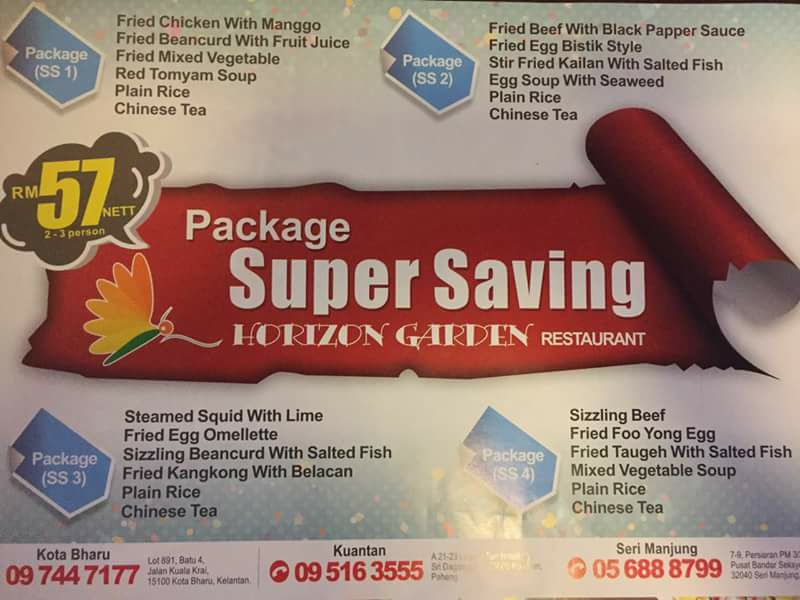 Package
(SS 1)
Fried Chicken With Manggo
Fried Beancurd With Fruit Juice
Fried Mixed Vegetable
Red Tomyam Soup
Plain Rice
Chinese Tea
Package
(SS 2)
Fried Beef With Black Papper Sauce
Fried Egg Bistik Style
Stir Fried Kailan With Salted Fish
Egg Soup With Seaweed
Plain Rice
Chinese Tea
RM 57 NETT
2 - 3 person
Package
Super Saving
HORIZON GARDEN RESTAURANT
Package
(SS 3)
Steamed Squid With Lime
Fried Egg Omellette
Sizzling Beancurd With Salted Fish
Fried Kangkong With Belacan
Plain Rice
Chinese Tea
Package
(SS 4)
Sizzling Beef
Fried Foo Yong Egg
Fried Taugeh With Salted Fish
Mixed Vegetable Soup
Plain Rice
Chinese Tea
Kota Bharu
09 744 7177
Lot 891, Batu 4,
Jalan Kuala Krai,
15100 Kota Bharu, Kelantan.
Kuantan
09 516 3555
A 21-23
Sri
Pahang
Seri Manjung
05 688 8799
7-9, Persiaran PM 3/
Pusat Bandar
32040 Seri Manjung,